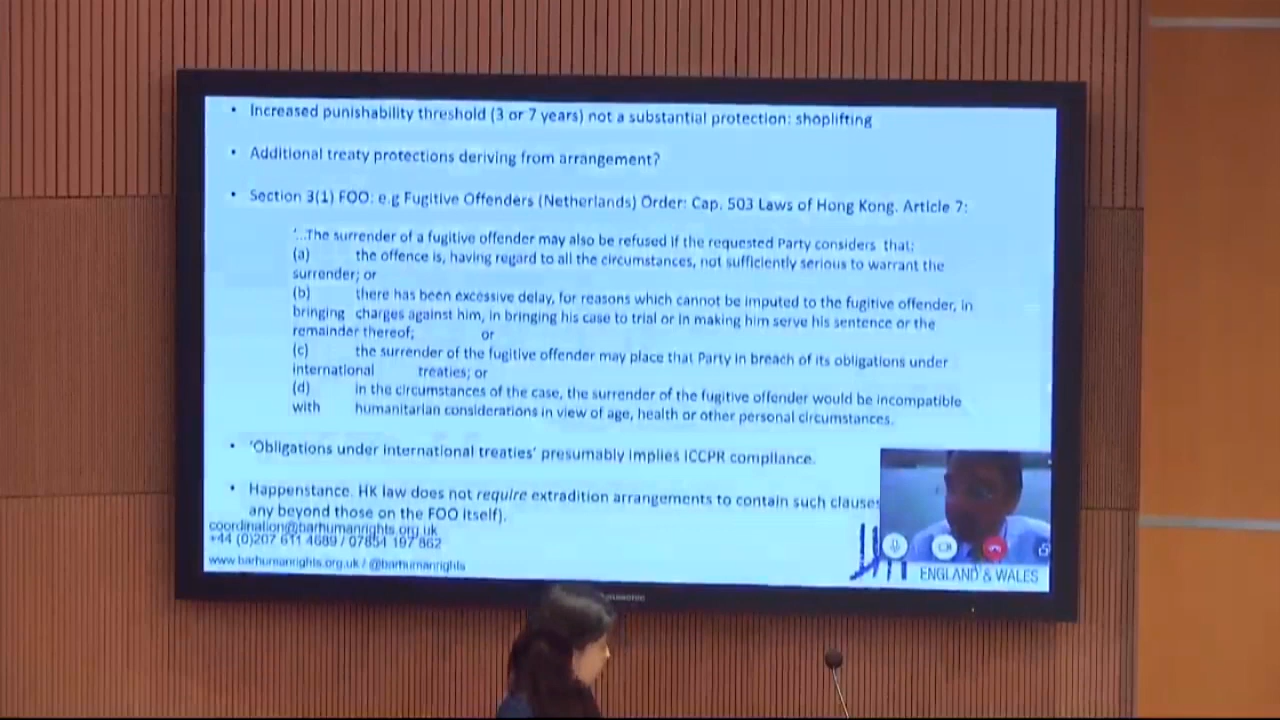 • Increased punishability threshold (3 or 7 years) not a substantial protection: shoplifting
• Additional treaty protections deriving from arrangement?
• Section 3(1) FOO: e.g Fugitive Offenders (Netherlands) Order: Cap. 503 Laws of Hong Kong. Article 7:
'...The surrender of a fugitive offender may also be refused if the requested Party considers that:
(a) the offence is, having regard to all the circumstances, not sufficiently serious to warrant the
surrender; or
(b) there has been excessive delay, for reasons which cannot be imputed to the fugitive offender, in
bringing charges against him, in bringing his case to trial or in making him serve his sentence or the
remainder thereof; or
(c) the surrender of the fugitive offender may place that Party in breach of its obligations under
international treaties; or
(d) in the circumstances of the case, the surrender of the fugitive offender would be incompatible
with humanitarian considerations in view of age, health or other personal circumstances.
• 'Obligations under international treaties' presumably implies ICCPR compliance.
• Happenstance. HK law does not require extradition arrangements to contain such clauses
any beyond those on the FOO itself).
coordination@barhumanrights.org.uk
+44 (0)207 611 4689 / 07854 197 862
www.barhumanrights.org.uk / @barhumanrights
ENGLAND & WALES